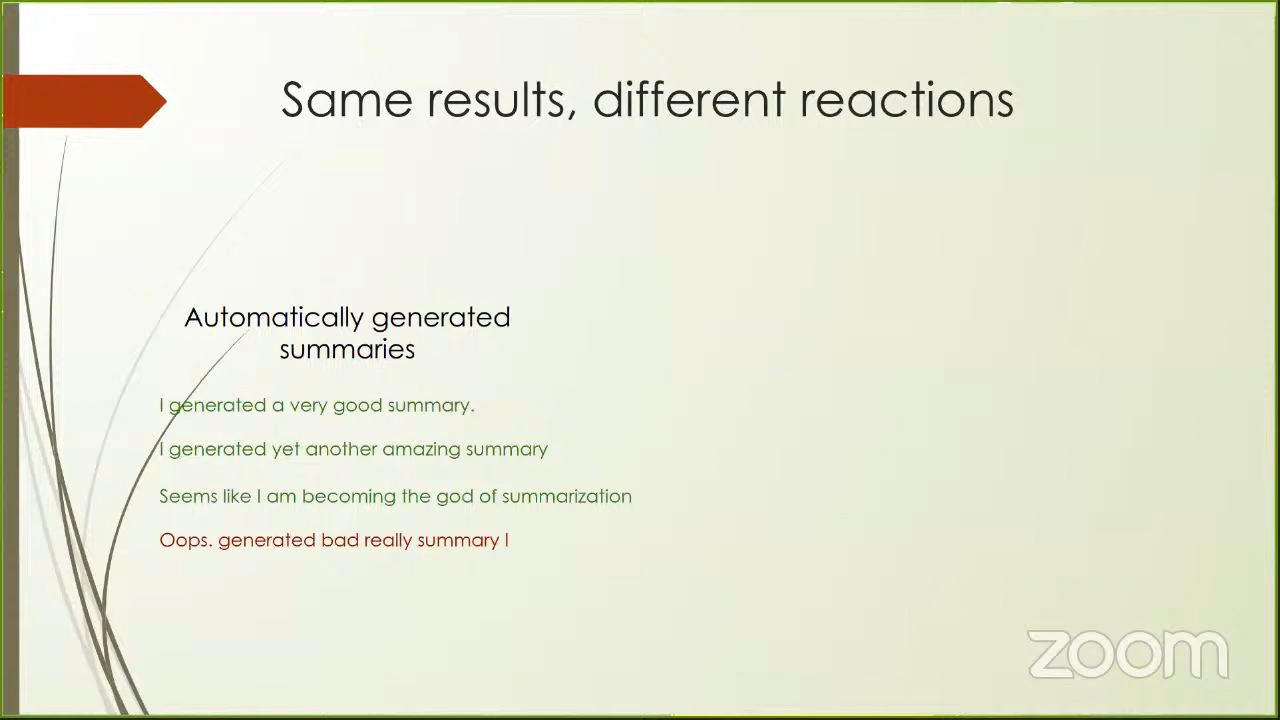 Same results, different reactions
Automatically generated
summaries
I generated a very good summary.
I generated yet another amazing summary
Seems like I am becoming the god of summarization
Oops. generated bad really summary I
zoom